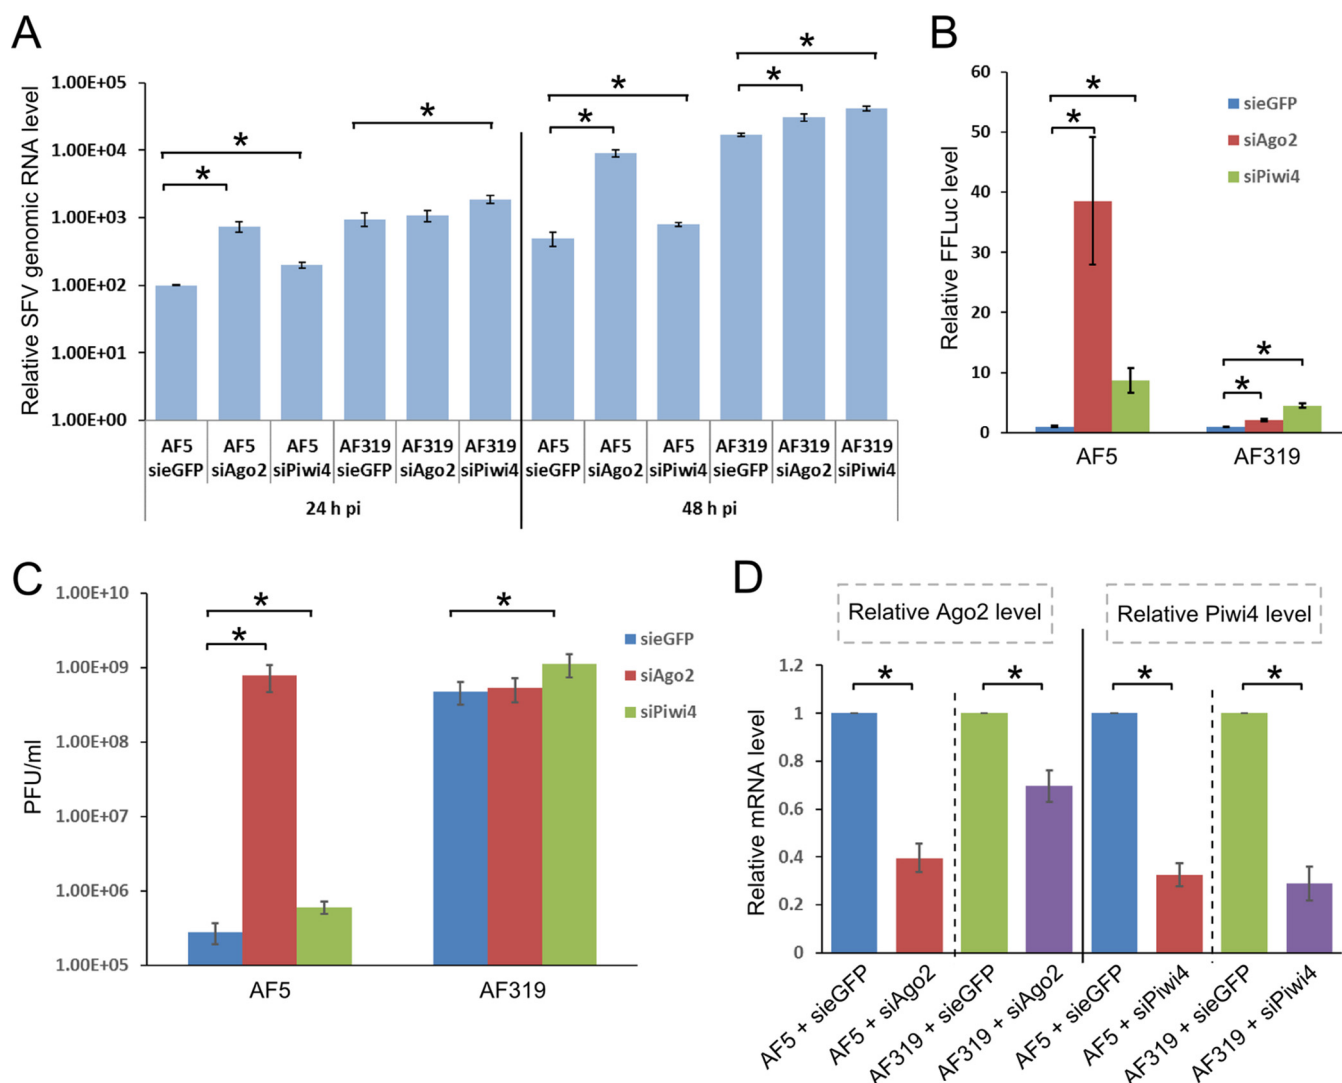 A
Relative SFV genomic RNA level
1.00E+05
1.00E+04
1.00E+03
1.00E+02
1.00E+01
1.00E+00
* * * * * * *
AF5 AF5 AF5 AF319 AF319 AF319 AF5 AF5 AF5 AF319 AF319 AF319
sieGFP siAgo2 siPiwi4 sieGFP siAgo2 siPiwi4 sieGFP siAgo2 siPiwi4 sieGFP siAgo2 siPiwi4
24 h pi 48 h pi
B
Relative FFLuc level
60
50
40
30
20
10
0
* * * *
sieGFP
siAgo2
siPiwi4
AF5 AF319
C
PFU/ml
1.00E+10
1.00E+09
1.00E+08
1.00E+07
1.00E+06
1.00E+05
* * *
sieGFP
siAgo2
siPiwi4
AF5 AF319
D
Relative Ago2 level Relative Piwi4 level
Relative mRNA level
1.2
1
0.8
0.6
0.4
0.2
0
* * * *
AF5 + sieGFP
AF5 + siAgo2
AF319 + sieGFP
AF319 + siAgo2
AF5 + sieGFP
AF5 + siPiwi4
AF319 + sieGFP
AF319 + siPiwi4